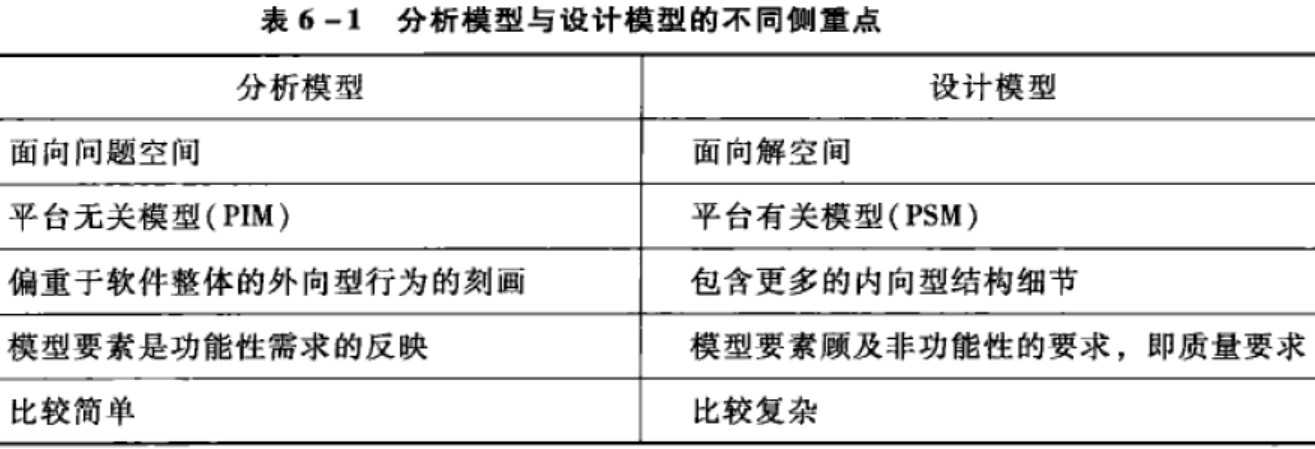 表 6-1 分析模型与设计模型的不同侧重点
分析模型 设计模型
面向问题空间 面向解空间
平台无关模型(PIM) 平台有关模型(PSM)
偏重于软件整体的外向型行为的刻画 包含更多的内向型结构细节
模型要素是功能性需求的反映 模型要素顾及非功能性的要求，即质量要求
比较简单 比较复杂